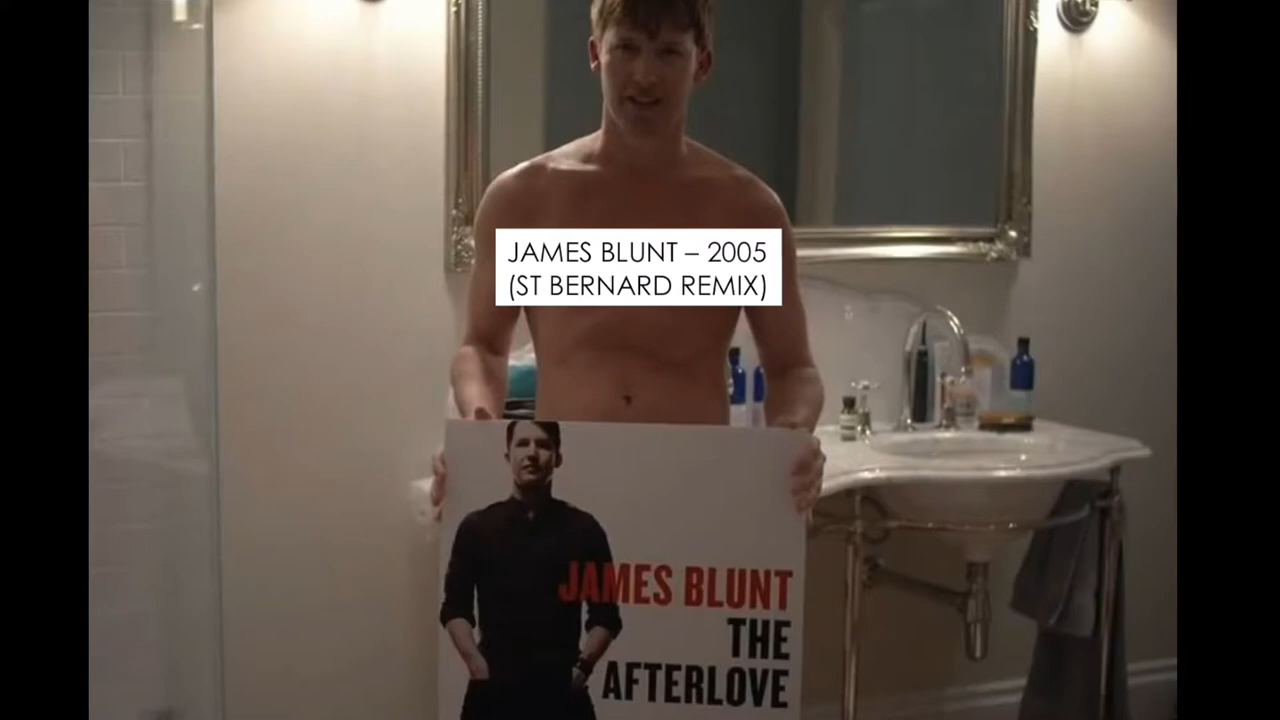 JAMES BLUNT – 2005
(ST BERNARD REMIX)
JAMES BLUNT
THE
AFTERLOVE